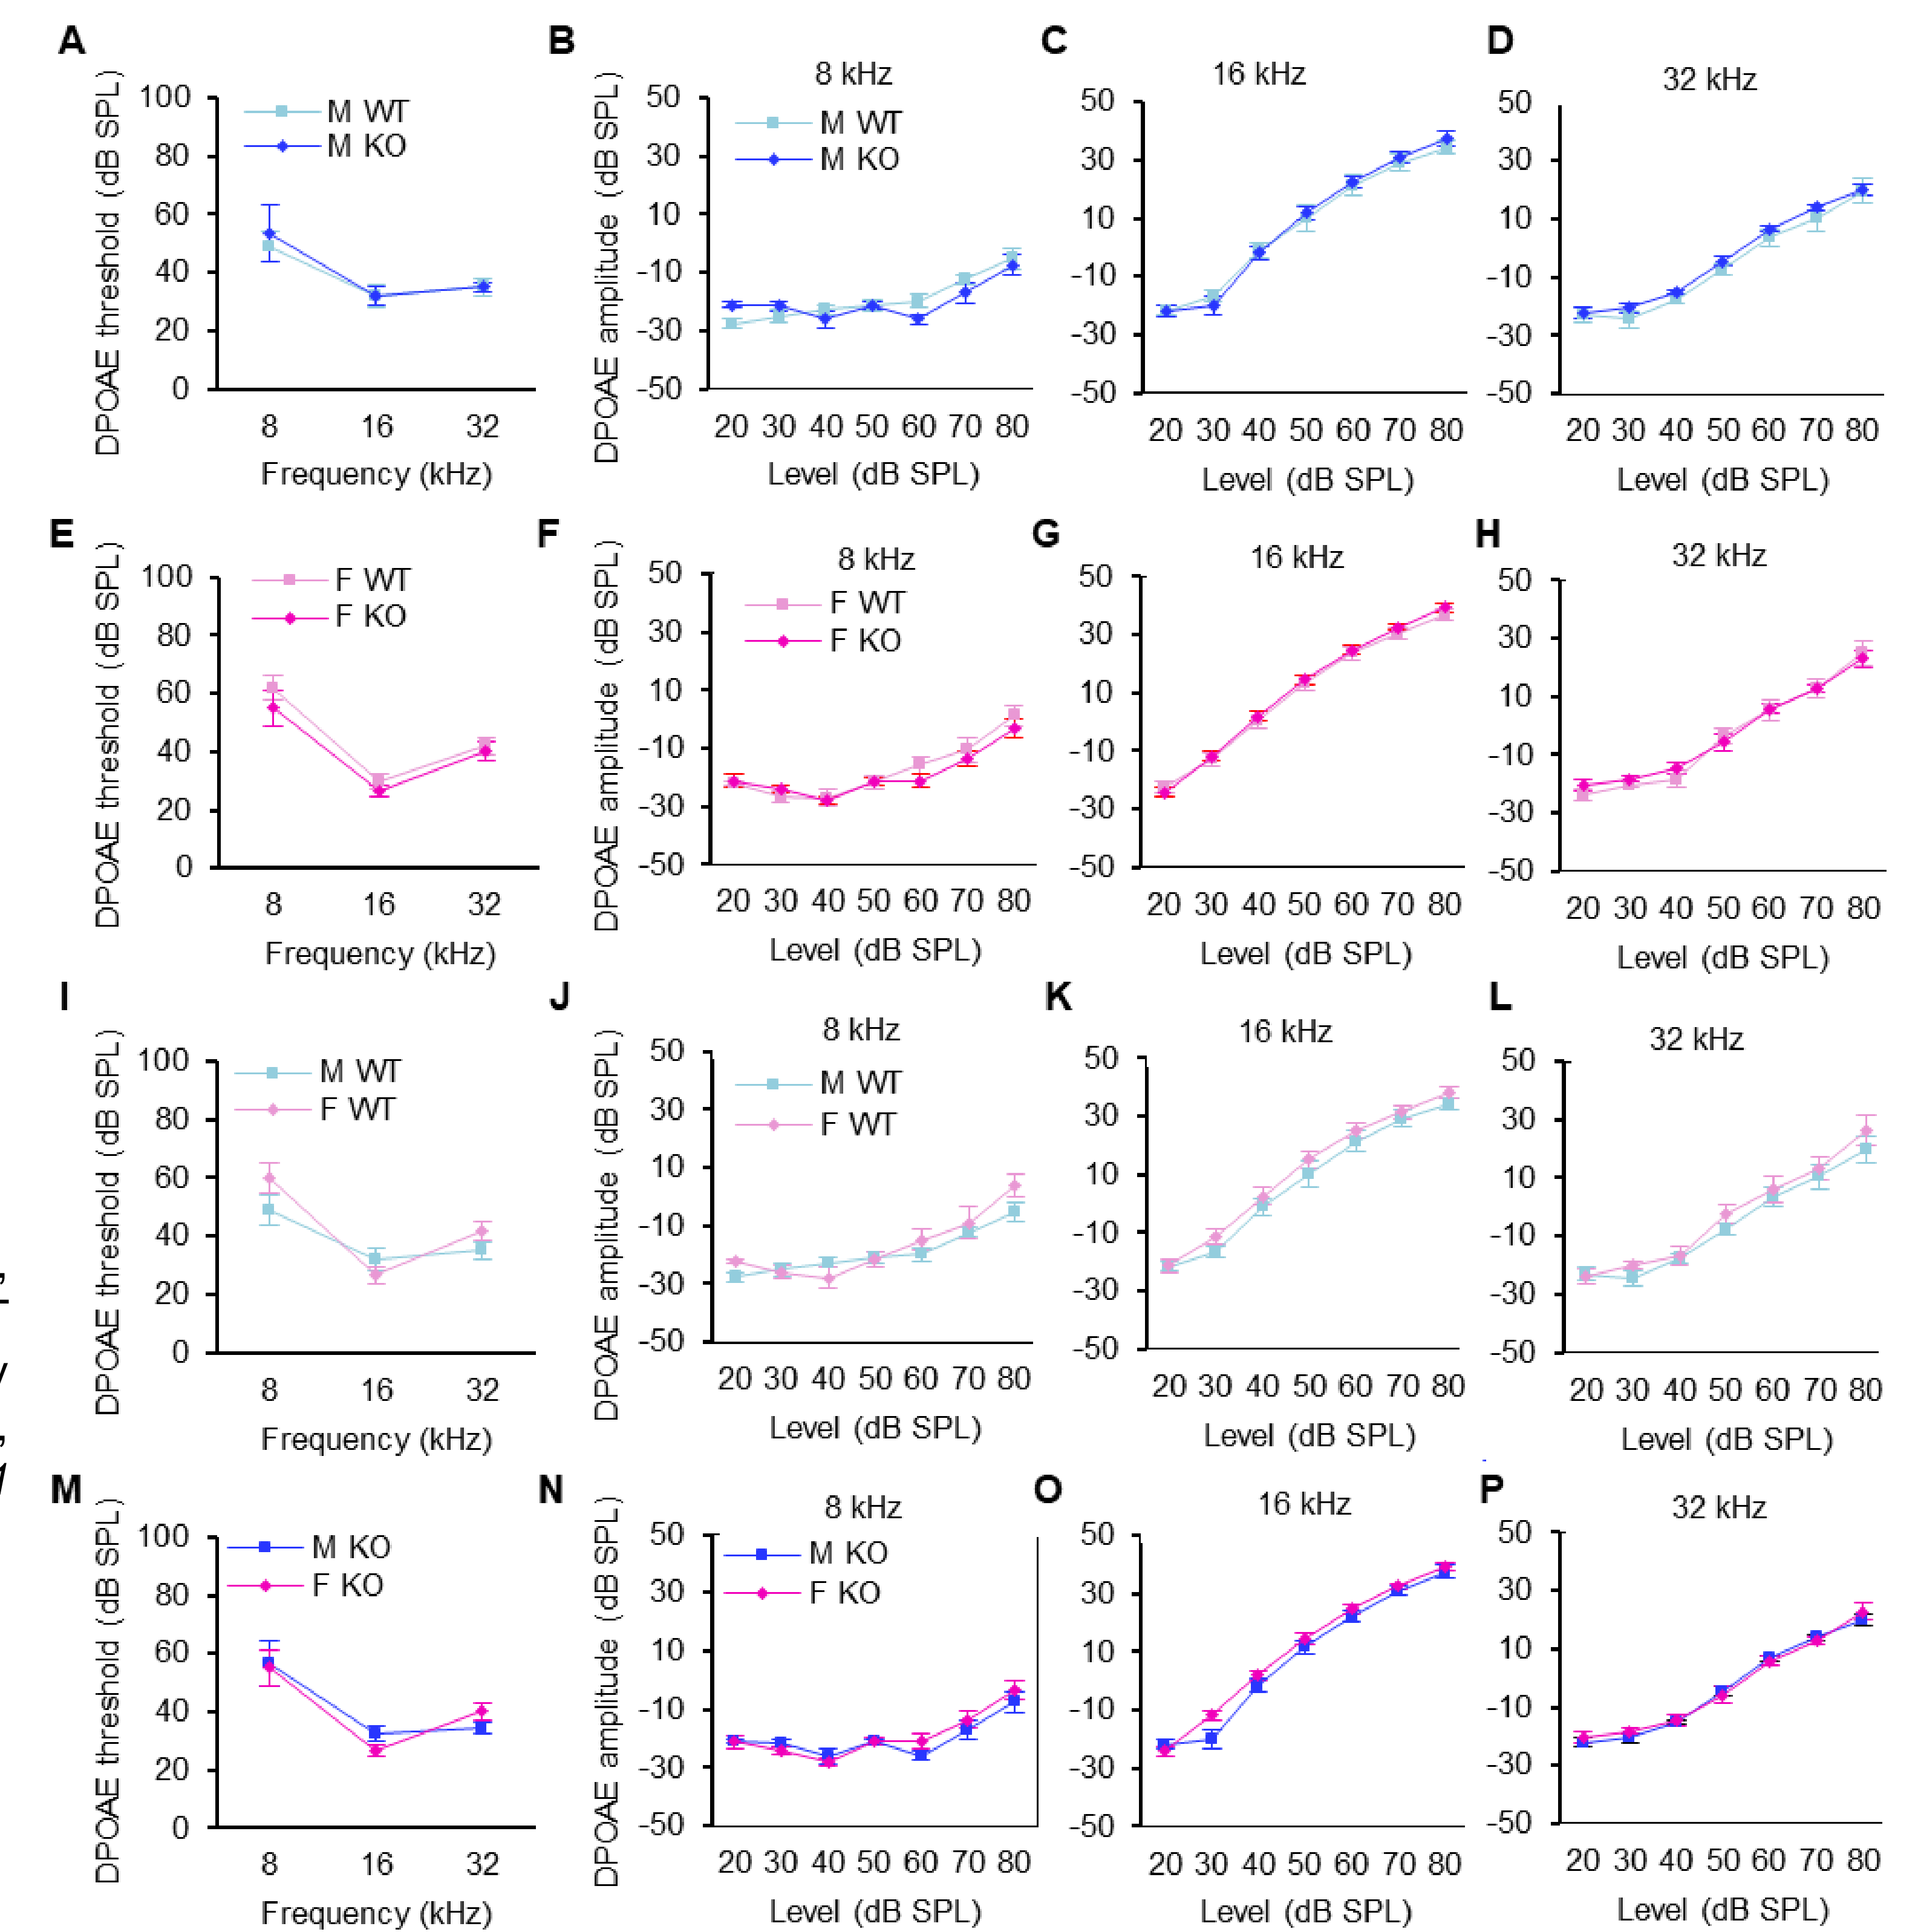 A
DPOAE threshold (dB SPL)
100
80
60
40
20
0
M WT
M KO
8 16 32
Frequency (kHz)
B
8 kHz
DPOAE amplitude (dB SPL)
50
30
10
-10
-30
-50
M WT
M KO
20 30 40 50 60 70 80
Level (dB SPL)
C
16 kHz
50
30
10
-10
-30
-50
20 30 40 50 60 70 80
Level (dB SPL)
D
32 kHz
50
30
10
-10
-30
-50
20 30 40 50 60 70 80
Level (dB SPL)
E
DPOAE threshold (dB SPL)
100
80
60
40
20
0
F WT
F KO
8 16 32
Frequency (kHz)
F
8 kHz
DPOAE amplitude (dB SPL)
50
30
10
-10
-30
-50
F WT
F KO
20 30 40 50 60 70 80
Level (dB SPL)
G
16 kHz
50
30
10
-10
-30
-50
20 30 40 50 60 70 80
Level (dB SPL)
H
32 kHz
50
30
10
-10
-30
-50
20 30 40 50 60 70 80
Level (dB SPL)
I
DPOAE threshold (dB SPL)
100
80
60
40
20
0
M WT
F WT
8 16 32
Frequency (kHz)
J
8 kHz
DPOAE amplitude (dB SPL)
50
30
10
-10
-30
-50
M WT
F WT
20 30 40 50 60 70 80
Level (dB SPL)
K
16 kHz
50
30
10
-10
-30
-50
20 30 40 50 60 70 80
Level (dB SPL)
L
32 kHz
50
30
10
-10
-30
-50
20 30 40 50 60 70 80
Level (dB SPL)
M
DPOAE threshold (dB SPL)
100
80
60
40
20
0
M KO
F KO
8 16 32
Frequency (kHz)
N
8 kHz
DPOAE amplitude (dB SPL)
50
30
10
-10
-30
-50
M KO
F KO
20 30 40 50 60 70 80
Level (dB SPL)
O
16 kHz
50
30
10
-10
-30
-50
20 30 40 50 60 70 80
Level (dB SPL)
P
32 kHz
50
30
10
-10
-30
-50
20 30 40 50 60 70 80
Level (dB SPL)